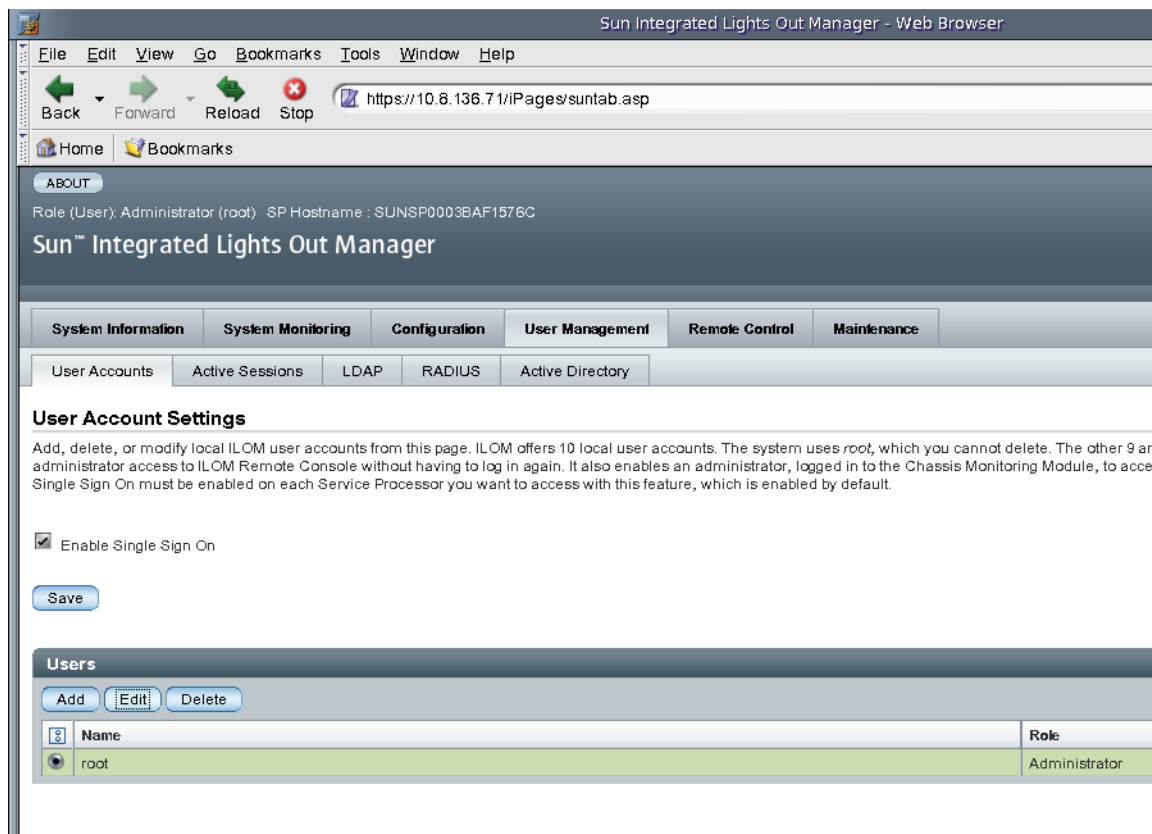 Sun Integrated Lights Out Manager - Web Browser
File Edit View Go Bookmarks Tools Window Help
Back Forward Reload Stop https://10.8.136.71/iPages/suntab.asp
Home Bookmarks
ABOUT
Role (User): Administrator (root) SP Hostname : SUNSP0003BAF1576C
Sun™ Integrated Lights Out Manager
System Information System Monitoring Configuration User Management Remote Control Maintenance
User Accounts Active Sessions LDAP RADIUS Active Directory
User Account Settings
Add, delete, or modify local ILOM user accounts from this page. ILOM offers 10 local user accounts. The system uses root, which you cannot delete. The other 9 ar
administrator access to ILOM Remote Console without having to log in again. It also enables an administrator, logged in to the Chassis Monitoring Module, to acce
Single Sign On must be enabled on each Service Processor you want to access with this feature, which is enabled by default.
Enable Single Sign On
Save
Users
Add Edit Delete
Name Role
root Administrator